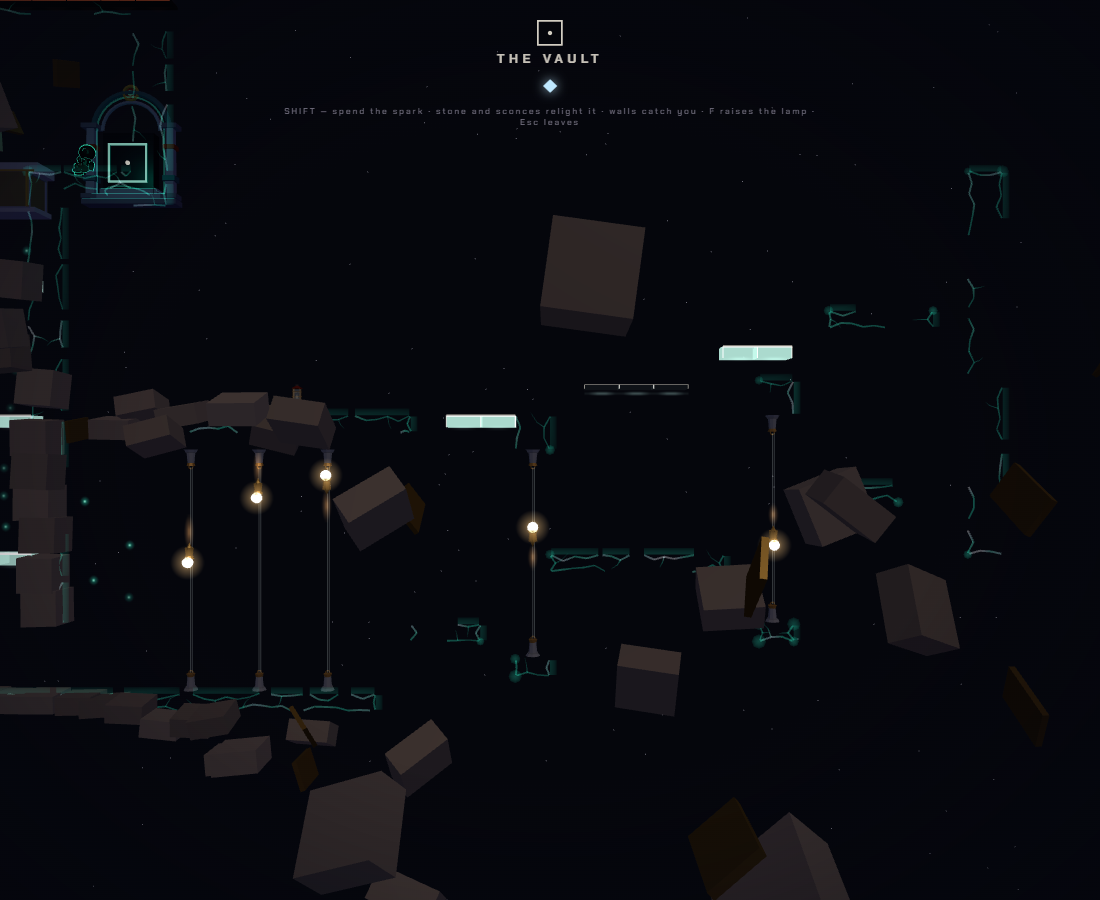 THE VAULT
SHIFT — spend the spark · stone and sconces relight it · walls catch you · F raises the lamp ·
Esc leaves